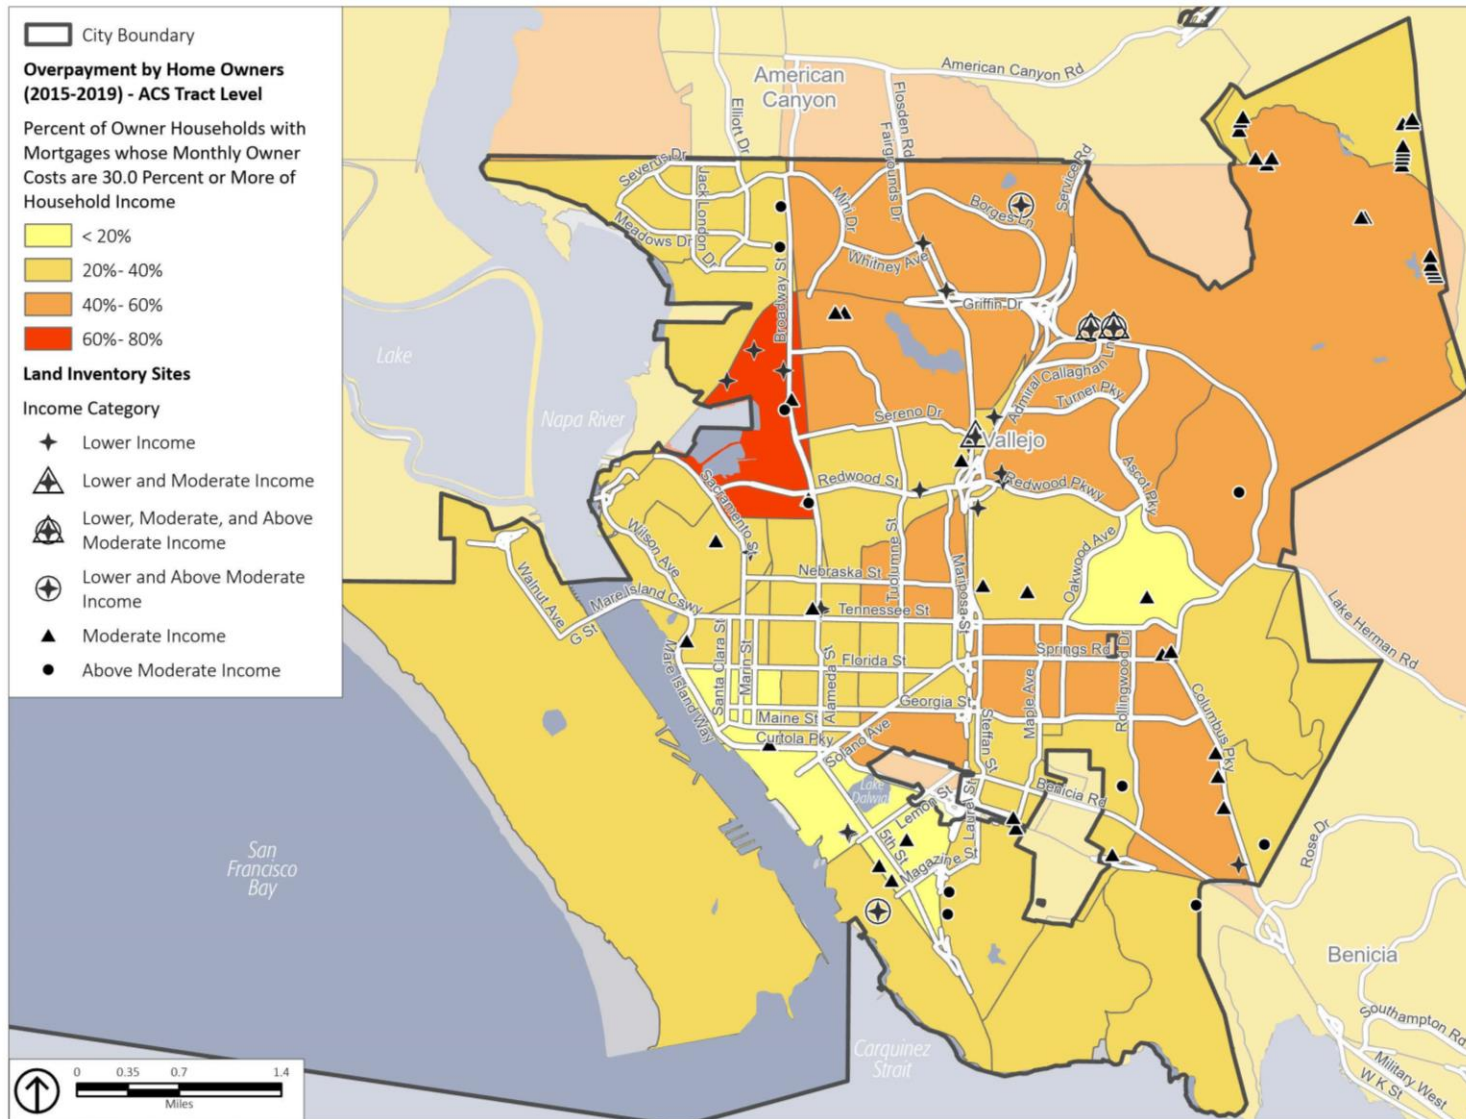 City Boundary
Overpayment by Home Owners
(2015-2019) - ACS Tract Level
Percent of Owner Households with
Mortgages whose Monthly Owner
Costs are 30.0 Percent or More of
Household Income
< 20%
20%- 40%
40%- 60%
60%- 80%
Land Inventory Sites
Income Category
Lower Income
Lower and Moderate Income
Lower, Moderate, and Above
Moderate Income
Lower and Above Moderate
Income
Moderate Income
Above Moderate Income
American
Canyon
American Canyon Rd
Elliott Dr
Flosden Rd
Fairgrounds Dr
Service Rd
Severus Dr
Jack London Dr
Meadows Dr
Mini Dr
Borges Ln
Whitney Ave
Broadway St
Griffin Dr
Lake
Napa River
Admiral Callaghan Ln
Turner Pky
Sereno Dr
Vallejo
Ascot Pky
Redwood St
Redwood Pkwy
Sacramento St
Wilson Ave
Tuolumne St
Oakwood Ave
Nebraska St
Mariposa St
Walnut Ave
G St
Mare Island Cswy
Tennessee St
Lake Herman Rd
Santa Clara St
Marin St
Florida St
Springs Rd
Rollingwood Dr
Mare Island Way
Alameda St
Georgia St
Maple Ave
Columbus Pky
Maine St
Curtola Pky
Solano Ave
Steffan St
Lake
Dalwigk
Lemon St
Laurel St
Benicia Rd
5th St
Magazine St
Rose Dr
San
Francisco
Bay
Benicia
Southampton Rd
Military West
W K St
Carquinez
Strait
0 0.35 0.7 1.4
Miles